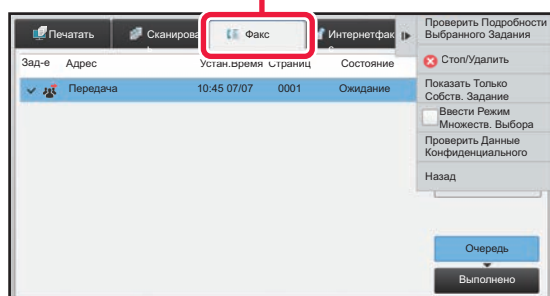 Печатать
Сканирова
ь
Факс
Интернетфак
с
Зад-е Адрес Устан.Время Страниц Состояние
Передача 10:45 07/07 0001 Ожидание
Проверить Подробности
Выбранного Задания
Стоп/Удалить
Показать Только
Собств. Задание
Ввести Режим
Множеств. Выбора
Проверить Данные
Конфиденциального
Назад
Очередь
Выполнено